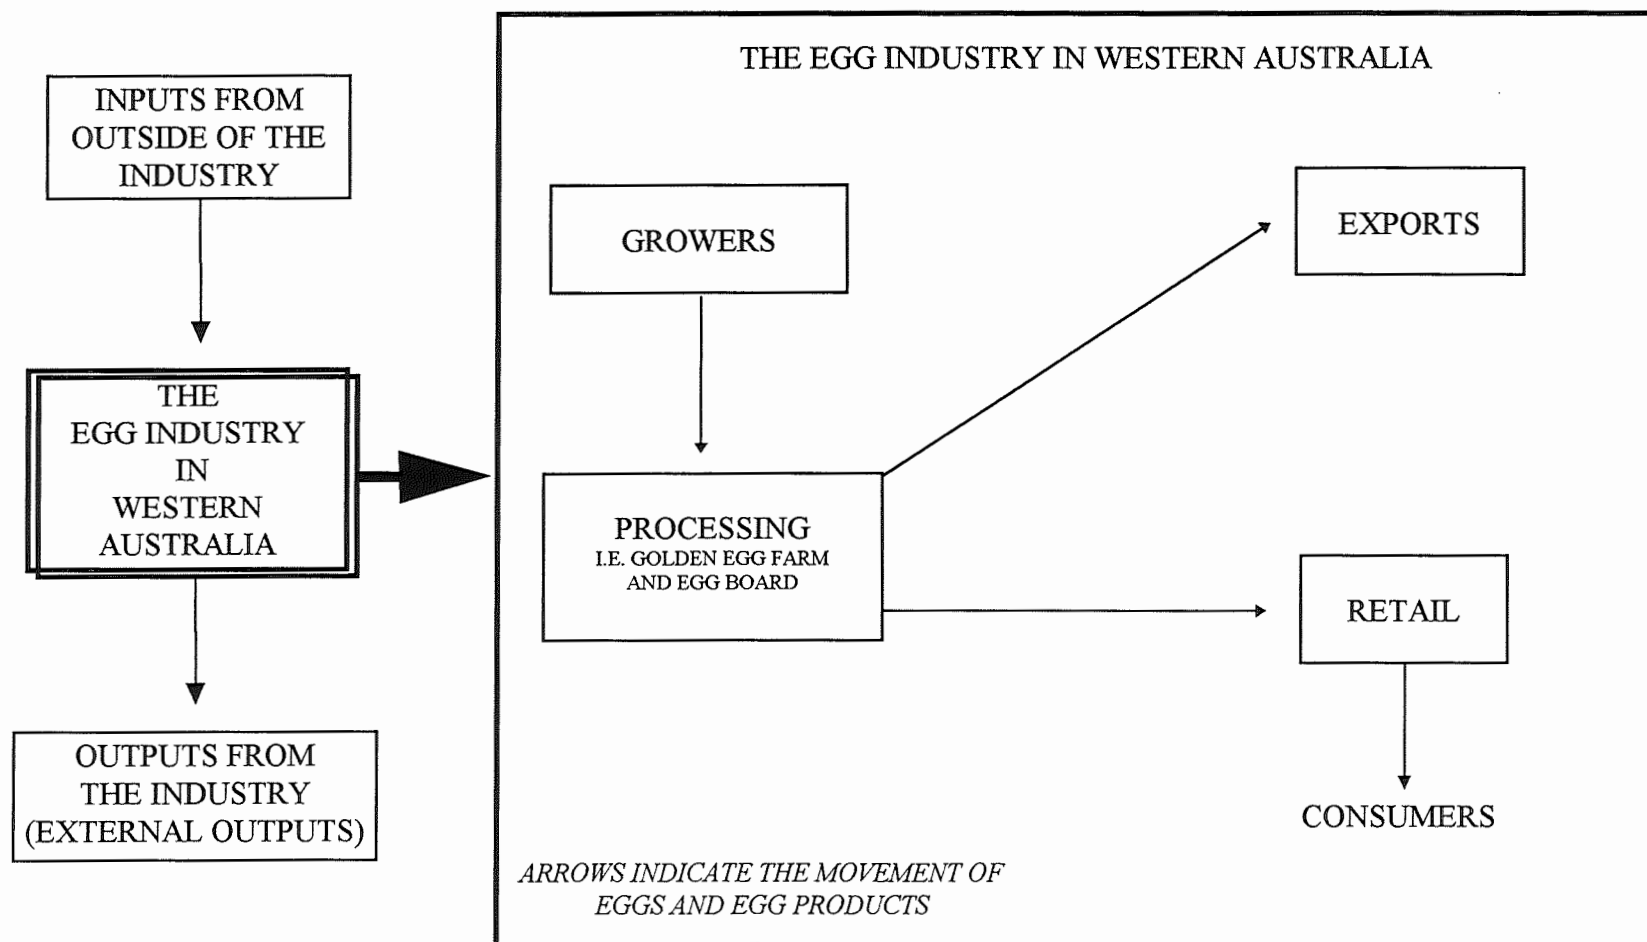 INPUTS FROM
OUTSIDE OF THE
INDUSTRY
THE
EGG INDUSTRY
IN
WESTERN
AUSTRALIA
OUTPUTS FROM
THE INDUSTRY
(EXTERNAL OUTPUTS)
THE EGG INDUSTRY IN WESTERN AUSTRALIA
GROWERS
EXPORTS
PROCESSING
I.E. GOLDEN EGG FARM
AND EGG BOARD
RETAIL
CONSUMERS
ARROWS INDICATE THE MOVEMENT OF
EGGS AND EGG PRODUCTS